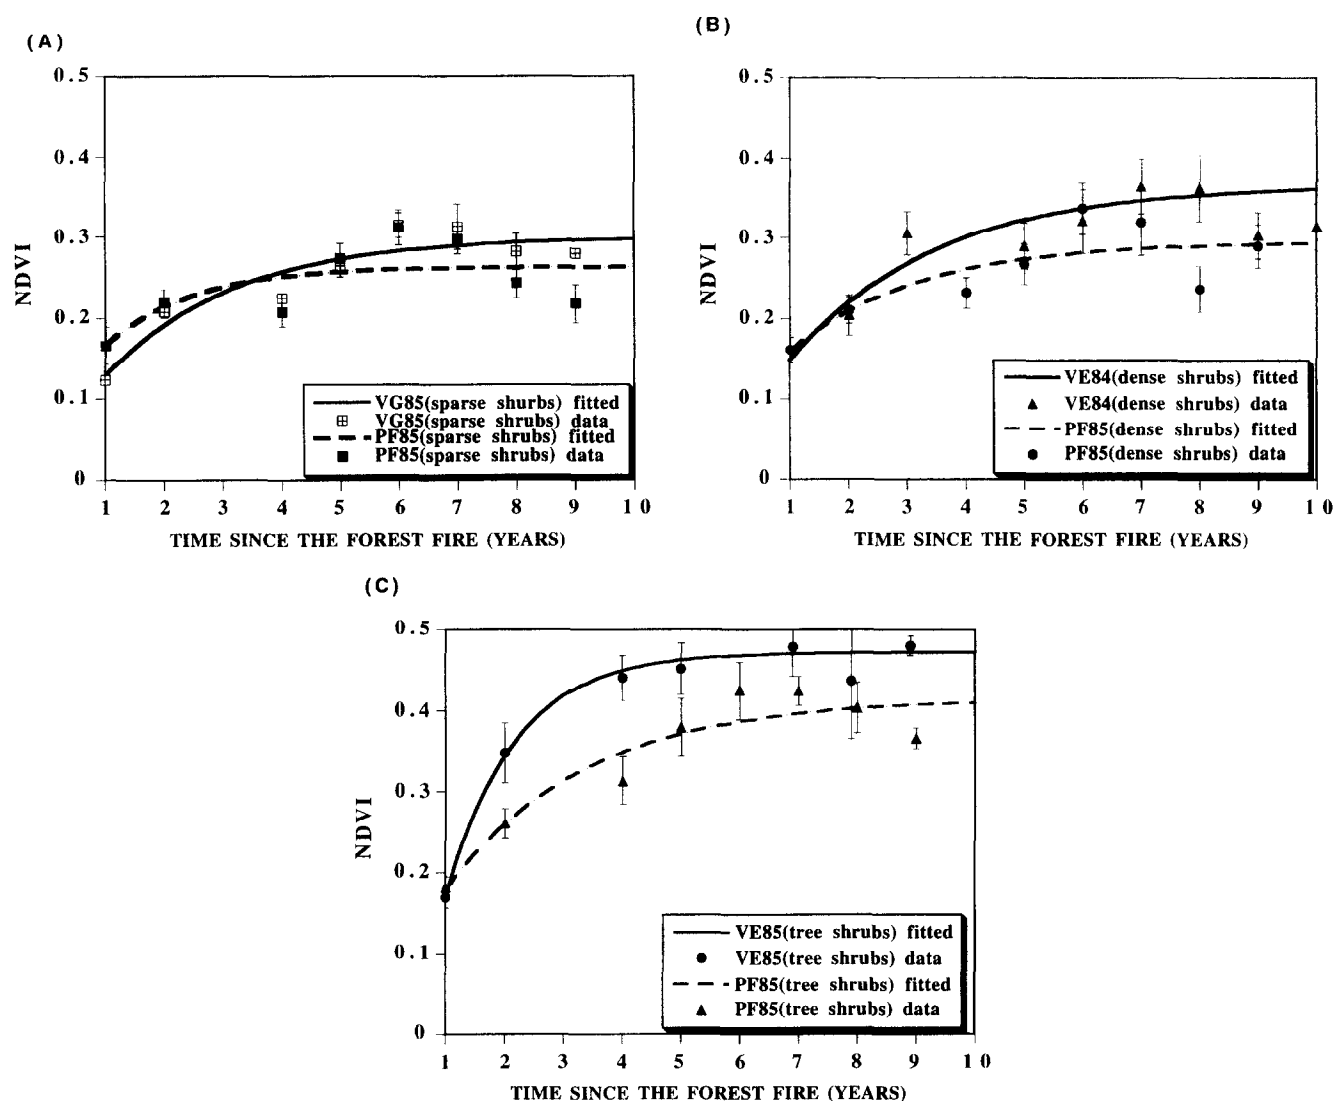 (A)
0.5
0.4
0.3
0.2
0.1
0
NDVI
1 2 3 4 5 6 7 8 9 10
TIME SINCE THE FOREST FIRE (YEARS)
VG85(sparse shurbs) fitted
VG85(sparse shrubs) data
PF85(sparse shrubs) fitted
PF85(sparse shrubs) data
(B)
0.5
0.4
0.3
0.2
0.1
0
NDVI
1 2 3 4 5 6 7 8 9 10
TIME SINCE THE FOREST FIRE (YEARS)
VE84(dense shrubs) fitted
VE84(dense shrubs) data
PF85(dense shrubs) fitted
PF85(dense shrubs) data
(C)
0.5
0.4
0.3
0.2
0.1
0
NDVI
1 2 3 4 5 6 7 8 9 10
TIME SINCE THE FOREST FIRE (YEARS)
VE85(tree shrubs) fitted
VE85(tree shrubs) data
PF85(tree shrubs) fitted
PF85(tree shrubs) data